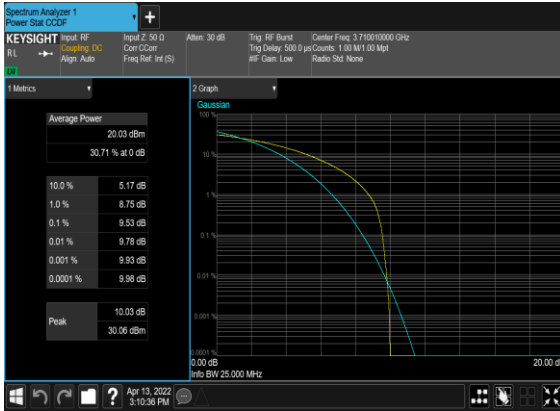 Spectrum Analyzer 1
Power Stat CCDF
KEYSIGHT
RL
Input: RF
Coupling: DC
Align: Auto
Input Z: 50 Ω
Corr CCorr
Freq Ref: Int (S)
Atten: 30 dB
Trig: RF Burst
Trig Delay: 500.0 µs
#IF Gain: Low
Center Freq: 3.710010000 GHz
Counts: 1.00 M/1.00 Mpt
Radio Std: None
1 Metrics
Average Power
20.03 dBm
30.71 % at 0 dB
10.0 % 5.17 dB
1.0 % 8.75 dB
0.1 % 9.53 dB
0.01 % 9.78 dB
0.001 % 9.93 dB
0.0001 % 9.98 dB
Peak
10.03 dB
30.06 dBm
2 Graph
Gaussian
100 %
10 %
1 %
0.1 %
0.01 %
0.001 %
0.0001 %
0.00 dB
20.00 d
Info BW 25.000 MHz
Apr 13, 2022
3:10:36 PM